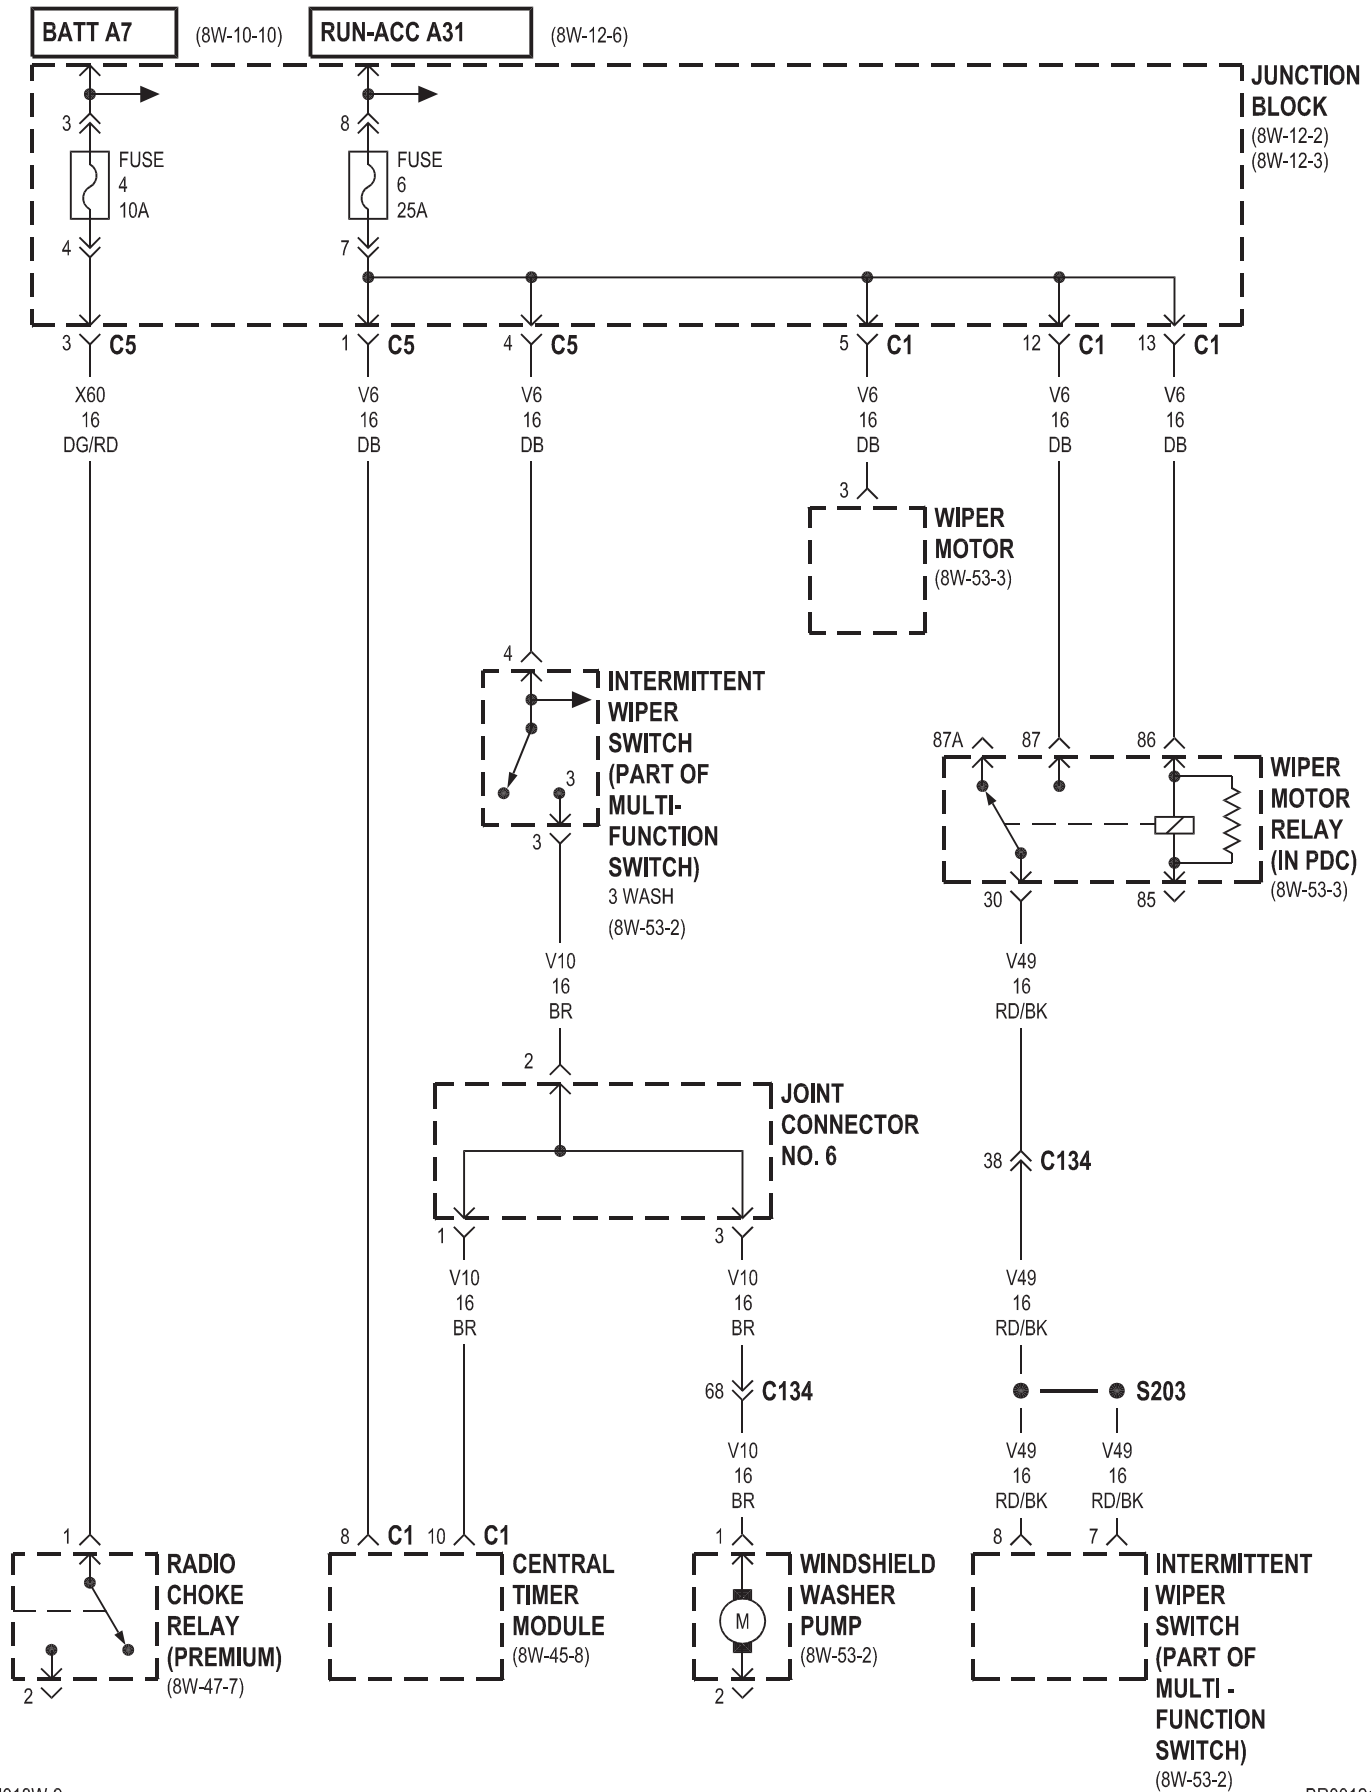 BATT A7
(8W-10-10)
RUN-ACC A31
(8W-12-6)
JUNCTION
BLOCK
(8W-12-2)
(8W-12-3)
3
FUSE
4
10A
4
8
FUSE
6
25A
7
3 C5
1 C5
4 C5
5 C1
12 C1
13 C1
X60
16
DG/RD
V6
16
DB
V6
16
DB
V6
16
DB
V6
16
DB
V6
16
DB
3
WIPER
MOTOR
(8W-53-3)
4
INTERMITTENT
WIPER
SWITCH
(PART OF
MULTI-
FUNCTION
SWITCH)
3 WASH
(8W-53-2)
3
3
87A
87
86
WIPER
MOTOR
RELAY
(IN PDC)
(8W-53-3)
30
85
V10
16
BR
V49
16
RD/BK
2
JOINT
CONNECTOR
NO. 6
1
3
38 C134
V10
16
BR
V10
16
BR
V49
16
RD/BK
68 C134
S203
V10
16
BR
V49
16
RD/BK
V49
16
RD/BK
1
RADIO
CHOKE
RELAY
(PREMIUM)
(8W-47-7)
2
8 C1
10 C1
CENTRAL
TIMER
MODULE
(8W-45-8)
1
M
WINDSHIELD
WASHER
PUMP
(8W-53-2)
2
8
7
INTERMITTENT
WIPER
SWITCH
(PART OF
MULTI -
FUNCTION
SWITCH)
(8W-53-2)